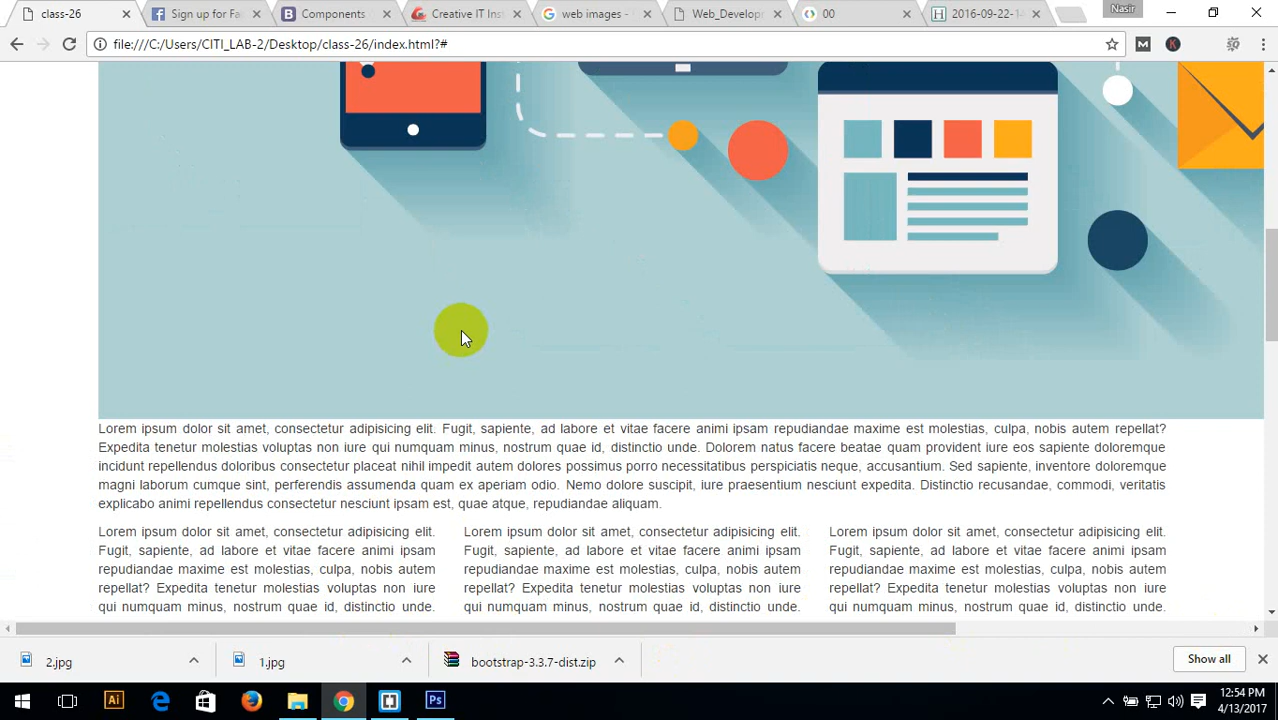 class-26
Sign up for Fa
Components
Creative IT Ins
web images -
Web_Develop
00
2016-09-22-1
Nasir
file:///C:/Users/CITI_LAB-2/Desktop/class-26/index.html?#
Lorem ipsum dolor sit amet, consectetur adipisicing elit. Fugit, sapiente, ad labore et vitae facere animi ipsam repudiandae maxime est molestias, culpa, nobis autem repellat?
Expedita tenetur molestias voluptas non iure qui numquam minus, nostrum quae id, distinctio unde. Dolorem natus facere beatae quam provident iure eos sapiente doloremque
incidunt repellendus doloribus consectetur placeat nihil impedit autem dolores possimus porro necessitatibus perspiciatis neque, accusantium. Sed sapiente, inventore doloremque
magni laborum cumque sint, perferendis assumenda quam ex aperiam odio. Nemo dolore suscipit, iure praesentium nesciunt expedita. Distinctio recusandae, commodi, veritatis
explicabo animi repellendus consectetur nesciunt ipsam est, quae atque, repudiandae aliquam.
Lorem ipsum dolor sit amet, consectetur adipisicing elit.
Fugit, sapiente, ad labore et vitae facere animi ipsam
repudiandae maxime est molestias, culpa, nobis autem
repellat? Expedita tenetur molestias voluptas non iure
qui numquam minus, nostrum quae id, distinctio unde.
Lorem ipsum dolor sit amet, consectetur adipisicing elit.
Fugit, sapiente, ad labore et vitae facere animi ipsam
repudiandae maxime est molestias, culpa, nobis autem
repellat? Expedita tenetur molestias voluptas non iure
qui numquam minus, nostrum quae id, distinctio unde.
Lorem ipsum dolor sit amet, consectetur adipisicing elit.
Fugit, sapiente, ad labore et vitae facere animi ipsam
repudiandae maxime est molestias, culpa, nobis autem
repellat? Expedita tenetur molestias voluptas non iure
qui numquam minus, nostrum quae id, distinctio unde.
2.jpg
1.jpg
bootstrap-3.3.7-dist.zip
Show all
12:54 PM
4/13/2017